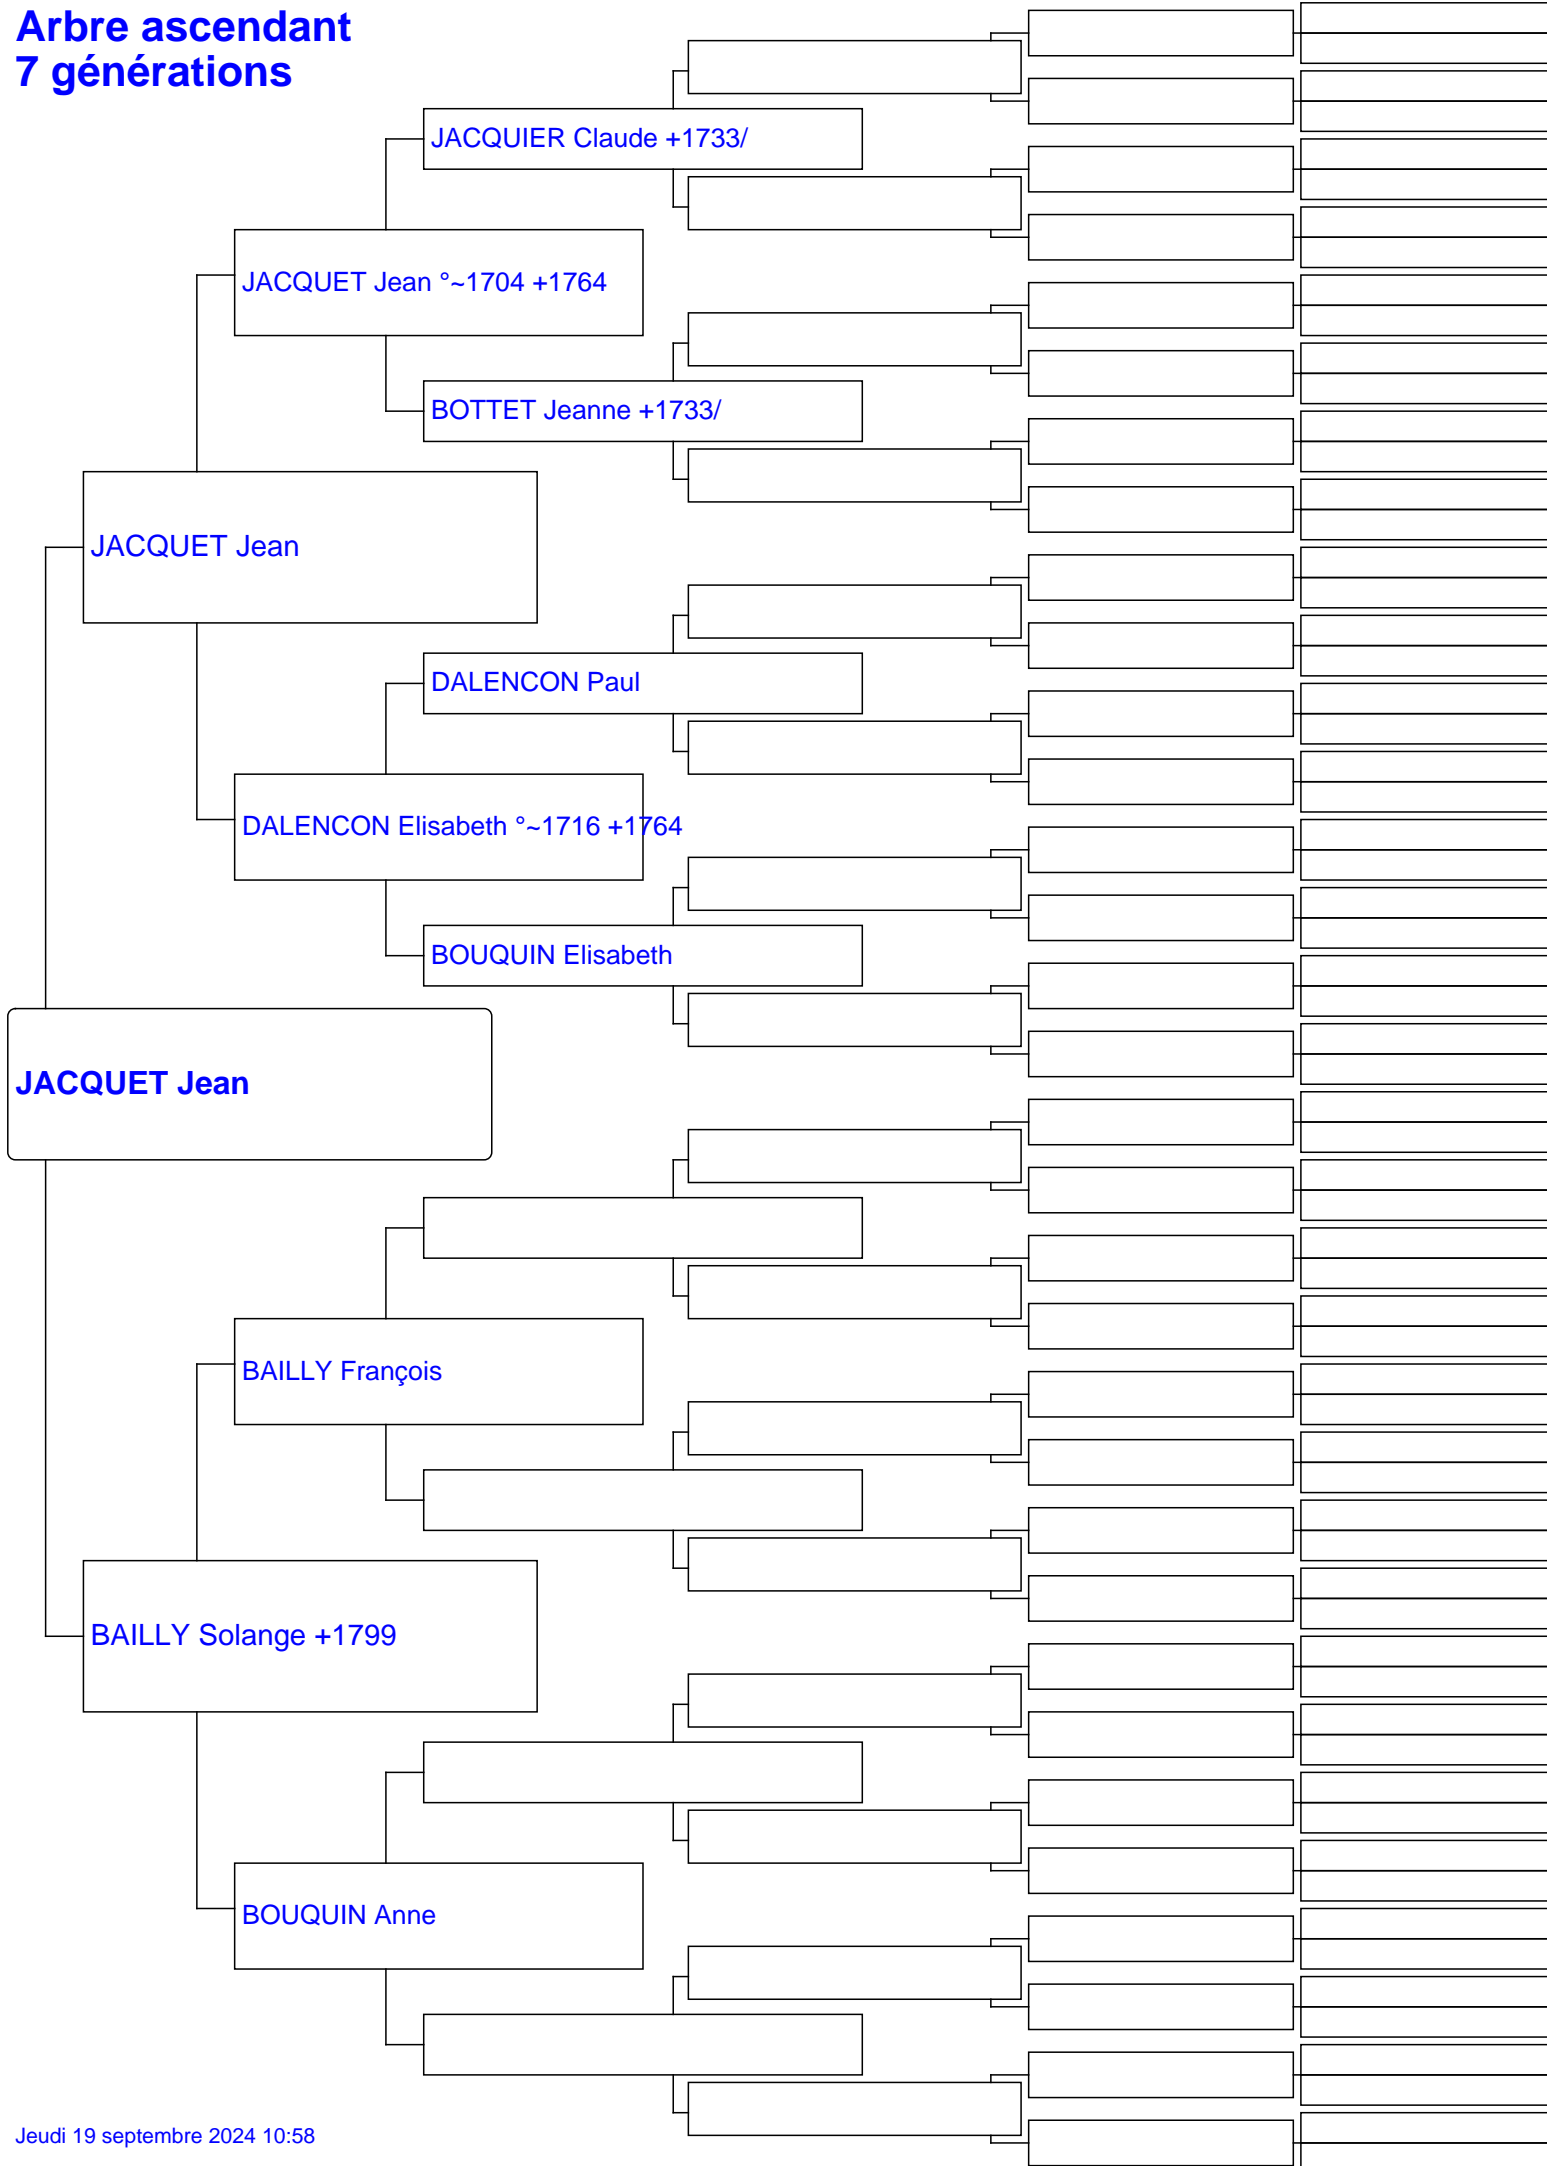 Arbre ascendant
7 générations
JACQUIER Claude +1733/
JACQUET Jean °~1704 +1764
BOTTET Jeanne +1733/
JACQUET Jean
DALENCON Paul
DALENCON Elisabeth °~1716 +1764
BOUQUIN Elisabeth
JACQUET Jean
BAILLY François
BAILLY Solange +1799
BOUQUIN Anne
Jeudi 19 septembre 2024 10:58